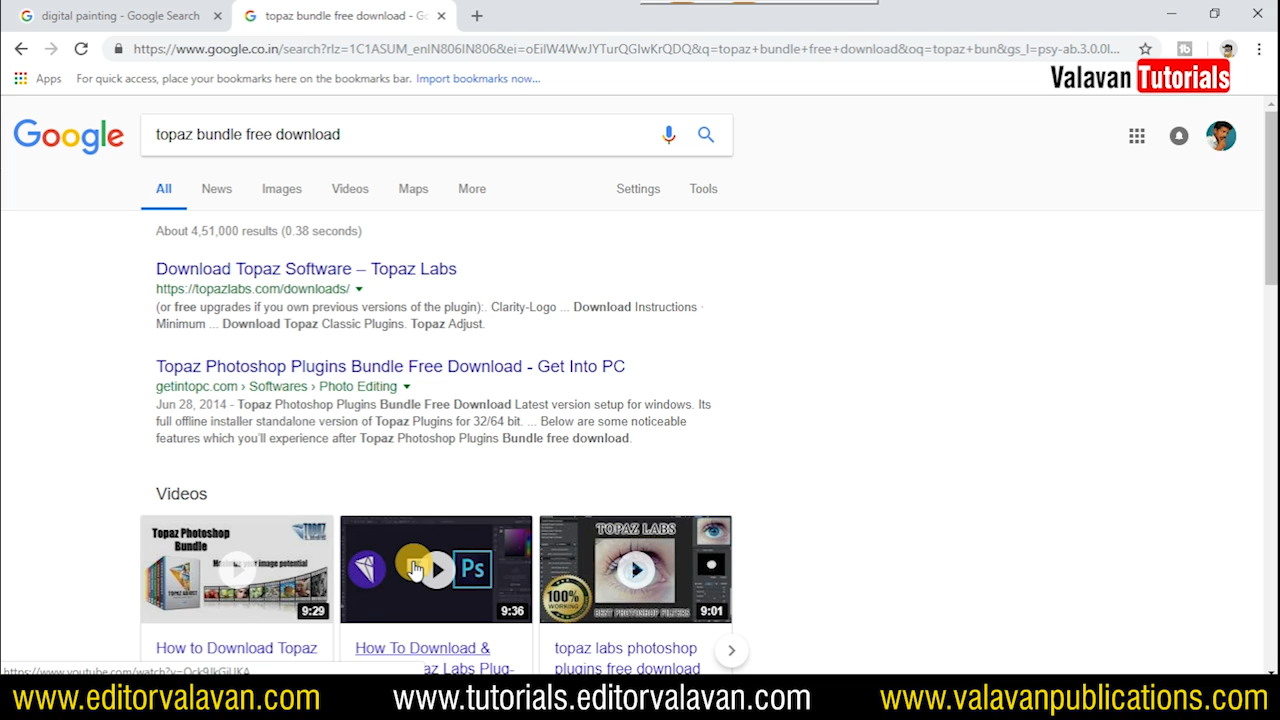 digital painting - Google Search
topaz bundle free download - Go
https://www.google.co.in/search?rlz=1C1ASUM_enIN806IN806&ei=oEilW4WwJYTurQGIwKrQDQ&q=topaz+bundle+free+download&oq=topaz+bun&gs_l=psy-ab.3.0.0l...
Apps For quick access, place your bookmarks here on the bookmarks bar. Import bookmarks now...
Valavan Tutorials
Google
topaz bundle free download
All News Images Videos Maps More Settings Tools
About 4,51,000 results (0.38 seconds)
Download Topaz Software – Topaz Labs
https://topazlabs.com/downloads/
(or free upgrades if you own previous versions of the plugin):. Clarity-Logo ... Download Instructions ·
Minimum ... Download Topaz Classic Plugins. Topaz Adjust.
Topaz Photoshop Plugins Bundle Free Download - Get Into PC
getintopc.com › Softwares › Photo Editing
Jun 28, 2014 - Topaz Photoshop Plugins Bundle Free Download Latest version setup for windows. Its
full offline installer standalone version of Topaz Plugins for 32/64 bit. ... Below are some noticeable
features which you'll experience after Topaz Photoshop Plugins Bundle free download.
Videos
Topaz Photoshop
Bundle
TOPAZ
your image potential
9:29
Ps
9:36
TOPAZ LABS
100%
WORKING
BEST PHOTOSHOP FILTERS
9:01
How to Download Topaz
How To Download &
az Labs Plug-
topaz labs photoshop
plugins free download
www.editorvalavan.com
www.tutorials.editorvalavan.com
www.valavanpublications.com